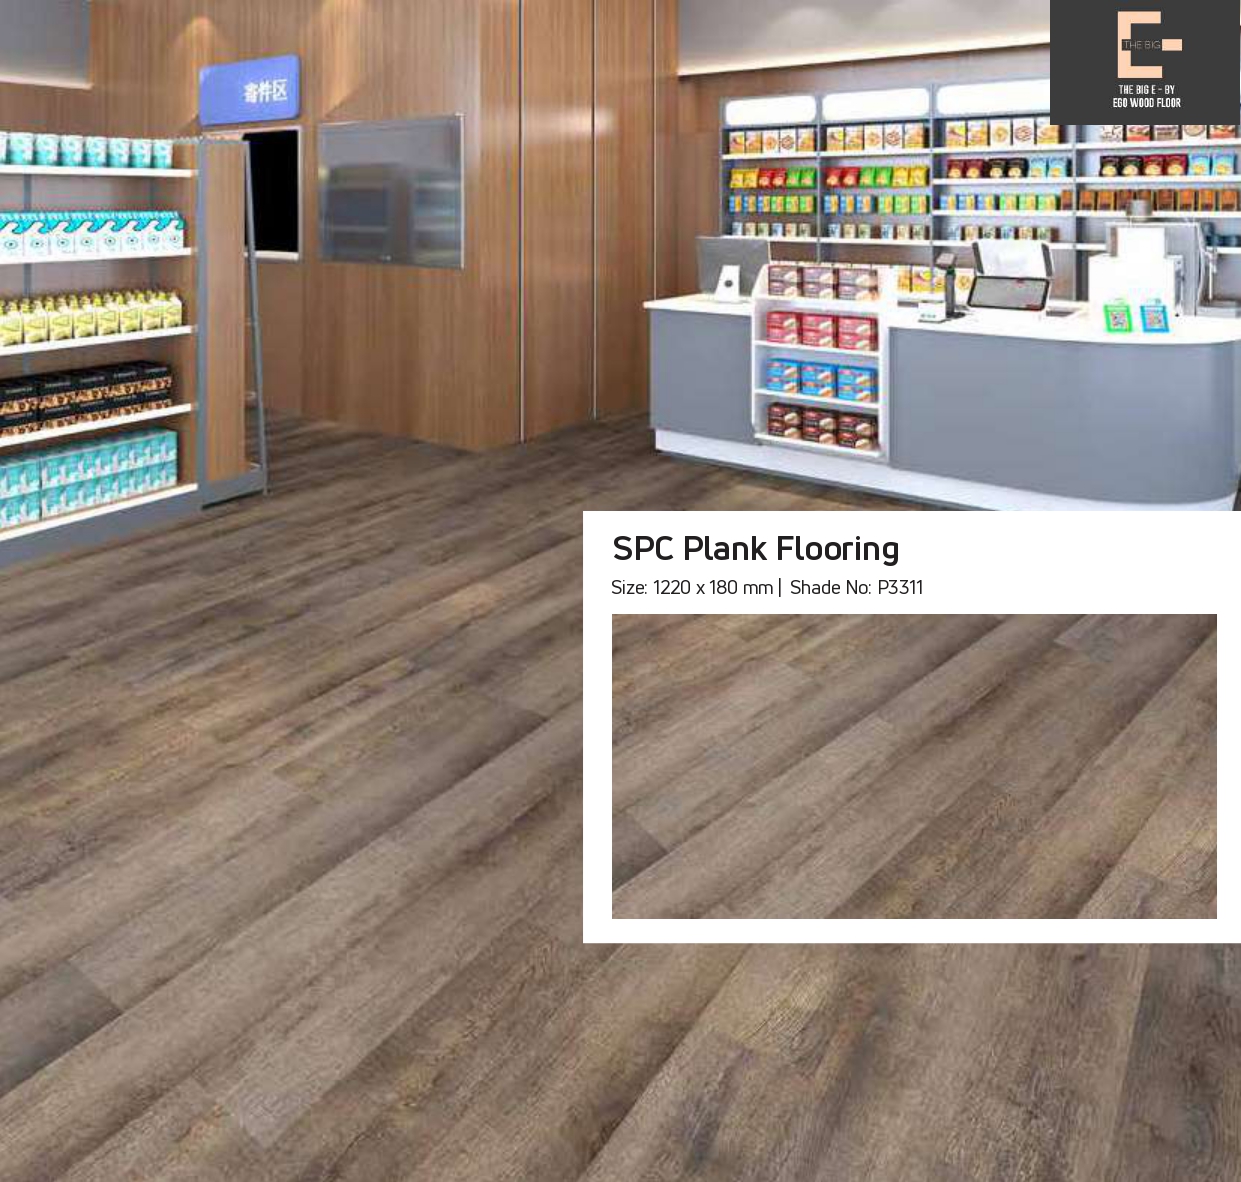 寄件区
THE BIG
THE BIG E - BY
EGO WOOD FLOOR
SPC Plank Flooring
Size: 1220 x 180 mm | Shade No: P3311